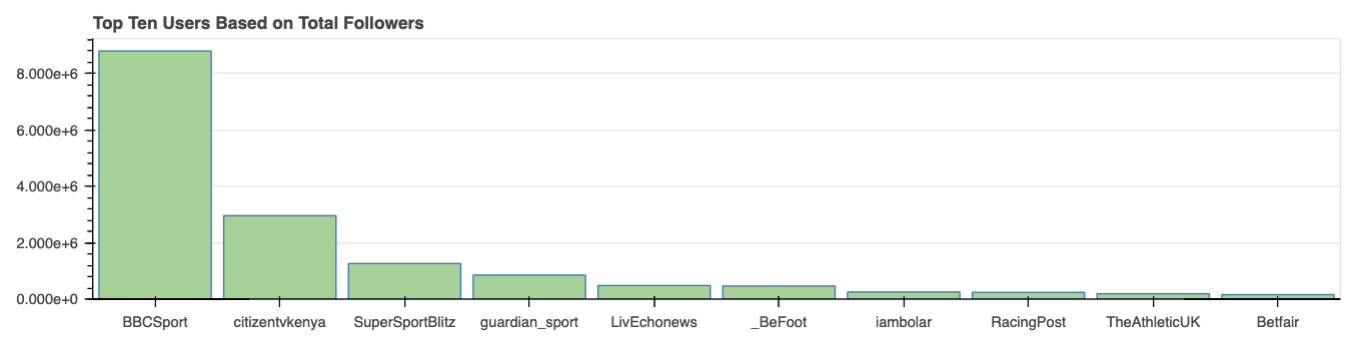 Top Ten Users Based on Total Followers
8.000e+6
6.000e+6
4.000e+6
2.000e+6
0.000e+0
BBCSport citizentvkenya SuperSportBlitz guardian_sport LivEchonews _BeFoot iambolar RacingPost TheAthleticUK Betfair